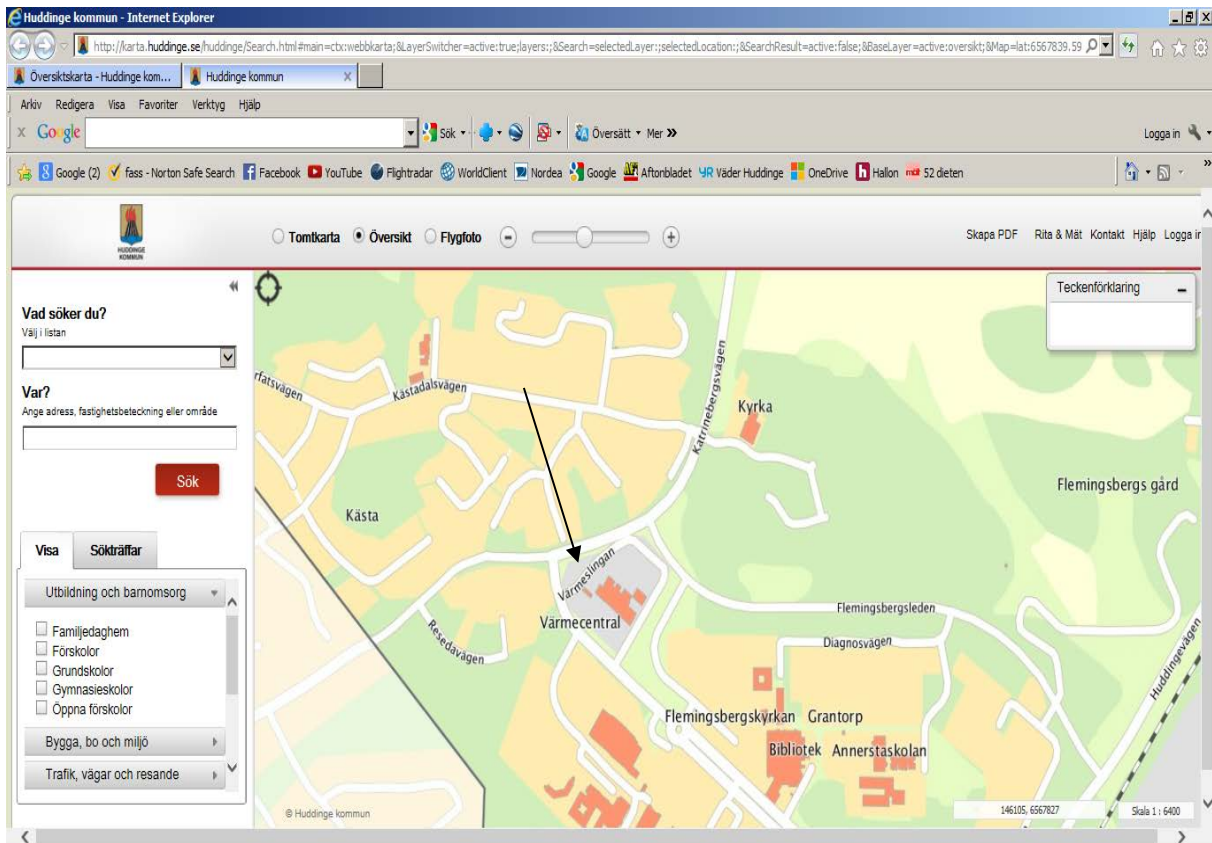 Huddinge kommun - Internet Explorer
http://karta.huddinge.se/huddinge/Search.html#main=ctx:webbkarta;&LayerSwitcher=active:true;layers:;&Search=selectedLayer:;selectedLocation:;&SearchResult=active:false;&BaseLayer=active:oversikt;&Map=lat:6567839.59
Översiktskarta - Huddinge kom...
Huddinge kommun
Arkiv Redigera Visa Favoriter Verktyg Hjälp
x Google Sök Översätt Mer » Logga in
Google (2) fass - Norton Safe Search Facebook YouTube Flightradar WorldClient Nordea Google Aftonbladet YR Väder Huddinge OneDrive Hallon 52 dieten »
HUDDINGE
KOMMUN
Tomtkarta Översikt Flygfoto
Skapa PDF Rita & Mät Kontakt Hjälp Logga in
Vad söker du?
Välj i listan
Var?
Ange adress, fastighetsbeteckning eller område
Sök
Visa Sökträffar
Utbildning och barnomsorg
Familjedaghem
Förskolor
Grundskolor
Gymnasieskolor
Öppna förskolor
Bygga, bo och miljö
Trafik, vägar och resande
Teckenförklaring
rfatsvägen
Kästadalsvägen
Katrinebergsvägen
Kyrka
Flemingsbergs gård
Kästa
Värmeslingan
Värmecentral
Resedavägen
Flemingsbergsleden
Diagnosvägen
Huddingevägen
Flemingsbergskyrkan
Grantorp
Bibliotek
Annerstaskolan
© Huddinge kommun
146105, 6567827
Skala 1 : 6400